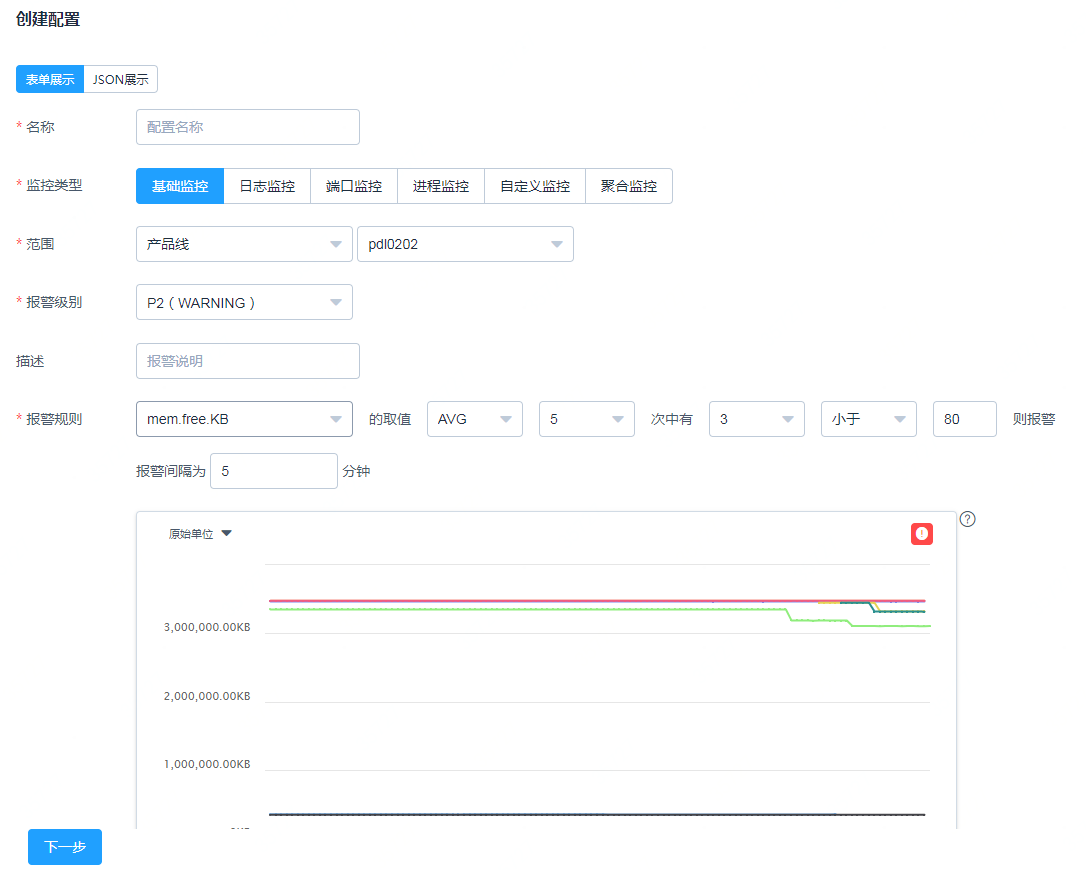 创建配置
表单展示 JSON展示
* 名称 配置名称
* 监控类型 基础监控 日志监控 端口监控 进程监控 自定义监控 聚合监控
* 范围 产品线 pdl0202
* 报警级别 P2 ( WARNING )
描述 报警说明
* 报警规则 mem.free.KB 的取值 AVG 5 次中有 3 小于 80 则报警
报警间隔为 5 分钟
原始单位
3,000,000.00KB
2,000,000.00KB
1,000,000.00KB
下一步